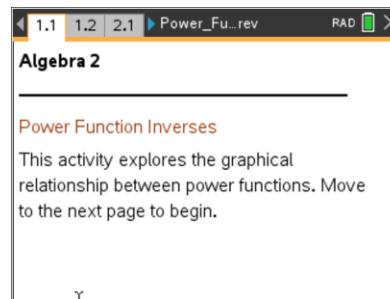 1.1 1.2 2.1 Power_Fu...rev RAD
Algebra 2
Power Function Inverses
This activity explores the graphical
relationship between power functions. Move
to the next page to begin.